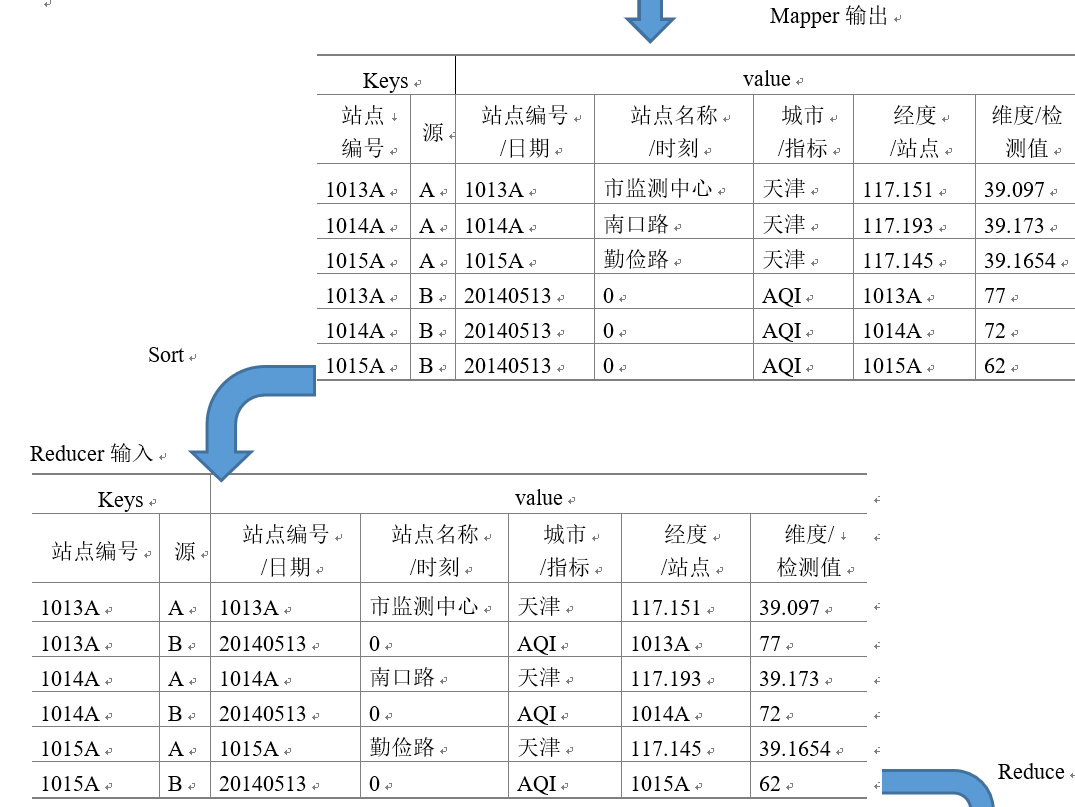 Mapper 输出
Keys value
站点 源 站点编号 站点名称 城市 经度 维度/检
编号 /日期 /时刻 /指标 /站点 测值
1013A A 1013A 市监测中心 天津 117.151 39.097
1014A A 1014A 南口路 天津 117.193 39.173
1015A A 1015A 勤俭路 天津 117.145 39.1654
1013A B 20140513 0 AQI 1013A 77
1014A B 20140513 0 AQI 1014A 72
1015A B 20140513 0 AQI 1015A 62
Sort
Reducer 输入
Keys value
站点编号 源 站点编号 站点名称 城市 经度 维度/
/日期 /时刻 /指标 /站点 检测值
1013A A 1013A 市监测中心 天津 117.151 39.097
1013A B 20140513 0 AQI 1013A 77
1014A A 1014A 南口路 天津 117.193 39.173
1014A B 20140513 0 AQI 1014A 72
1015A A 1015A 勤俭路 天津 117.145 39.1654
1015A B 20140513 0 AQI 1015A 62
Reduce